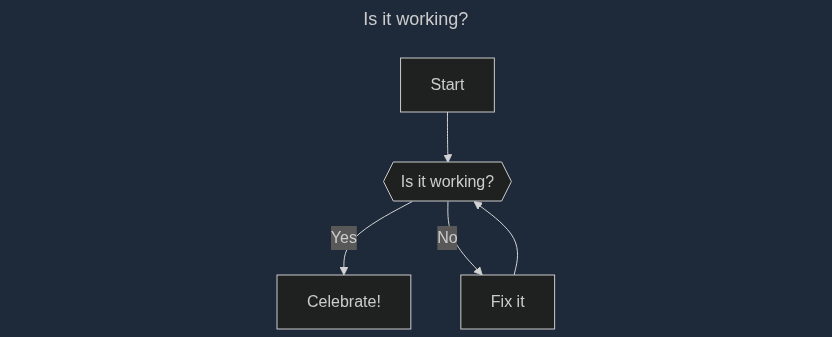 Is it working?
Start
Is it working?
Yes
No
Celebrate!
Fix it